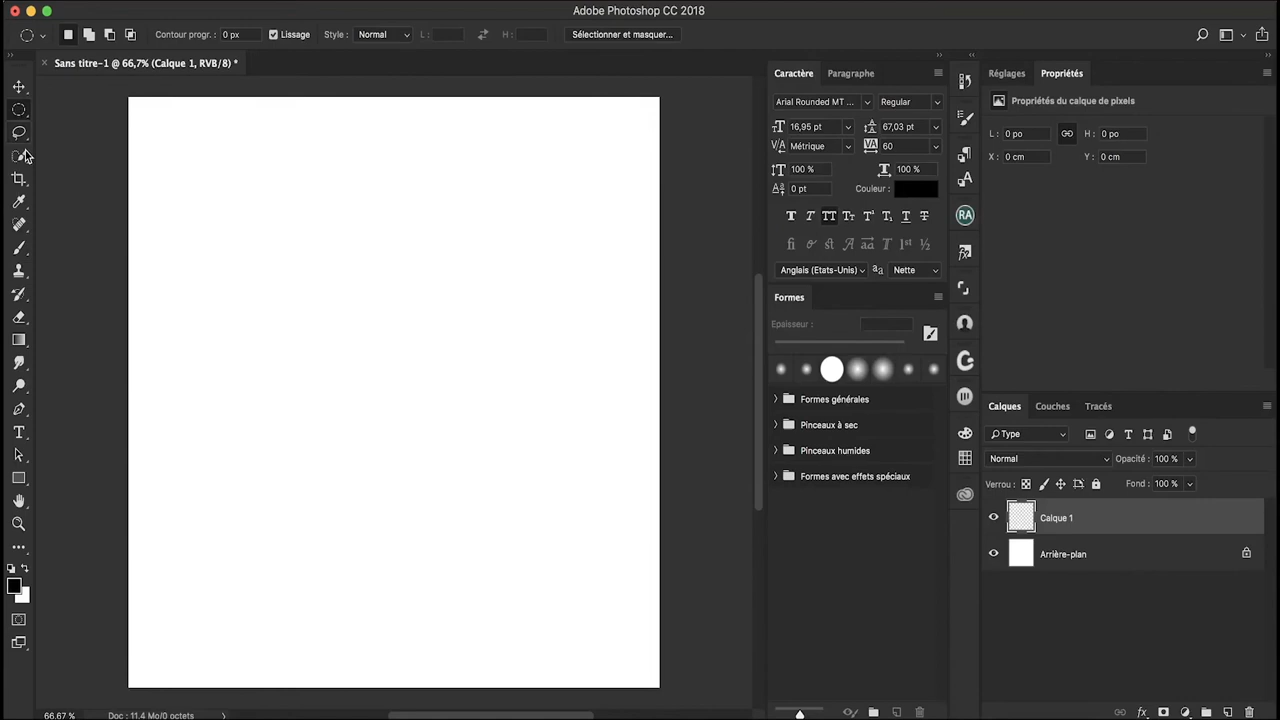 Adobe Photoshop CC 2018
Contour progr. : 0 px
Lissage
Style : Normal
L :
H :
Sélectionner et masquer...
Sans titre-1 @ 66,7% (Calque 1, RVB/8) *
Caractère Paragraphe
Arial Rounded MT ... Regular
16,95 pt 67,03 pt
Métrique 60
100 % 100 %
0 pt Couleur :
Anglais (Etats-Unis) Nette
Formes
Epaisseur :
Formes générales
Pinceaux à sec
Pinceaux humides
Formes avec effets spéciaux
RA
Réglages Propriétés
Propriétés du calque de pixels
L : 0 po H : 0 po
X : 0 cm Y : 0 cm
Calques Couches Tracés
Type
Normal Opacité : 100 %
Verrou : Fond : 100 %
Calque 1
Arrière-plan
66.67 % Doc : 11.4 Mo/0 octets